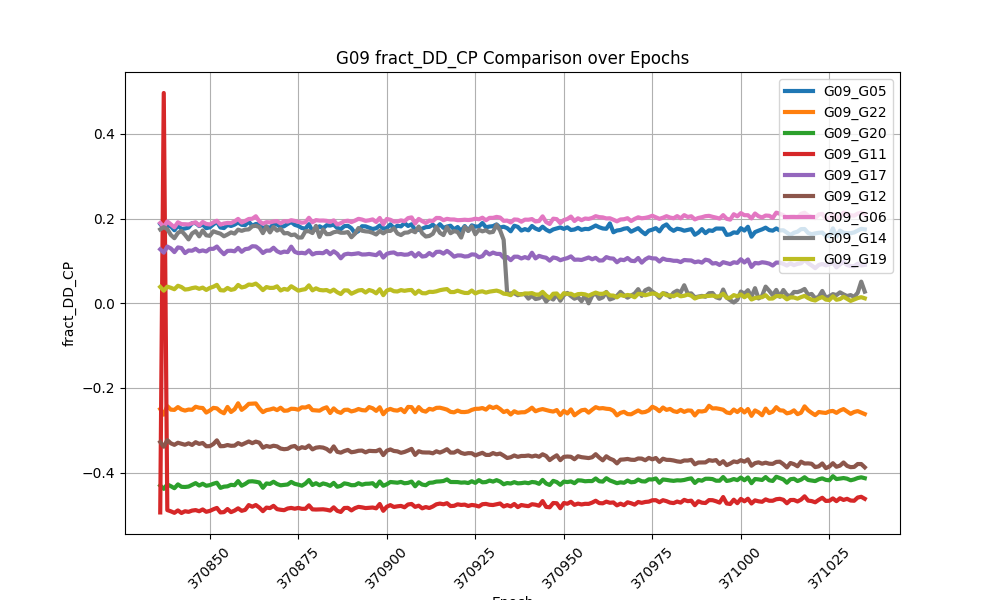 G09 fract_DD_CP Comparison over Epochs
fract_DD_CP
0.4
0.2
0.0
−0.2
−0.4
G09_G05
G09_G22
G09_G20
G09_G11
G09_G17
G09_G12
G09_G06
G09_G14
G09_G19
370850
370875
370900
370925
370950
370975
371000
371025
Epoch